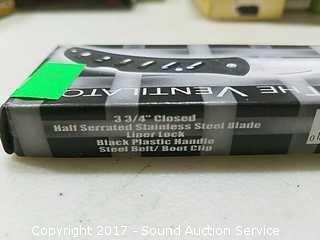 THE VENTILATO
3 3/4" Closed
Half Serrated Stainless Steel Blade
Liner Lock
Black Plastic Handle
Steel Belt/ Boot Clip
Copyright 2017 - Sound Auction Service